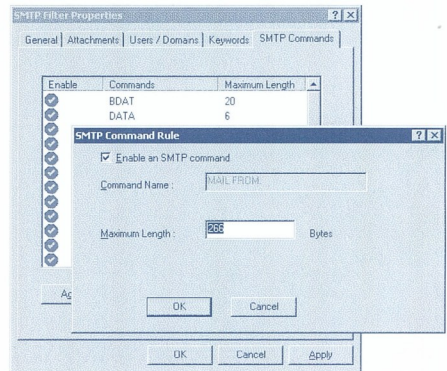 SMTP Filter Properties
General Attachments Users / Domains Keywords SMTP Commands
Enable Commands Maximum Length
BDAT 20
DATA 6
SMTP Command Rule
Enable an SMTP command
Command Name : MAIL FROM:
Maximum Length : 266 Bytes
OK Cancel
OK Cancel Apply